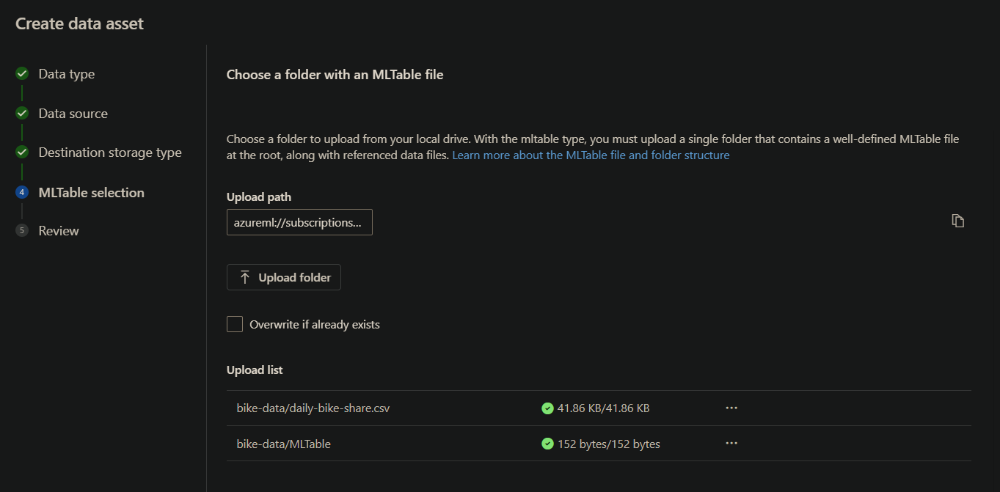 Create data asset
Data type
Data source
Destination storage type
4 MLTable selection
5 Review
Choose a folder with an MLTable file
Choose a folder to upload from your local drive. With the mltable type, you must upload a single folder that contains a well-defined MLTable file
at the root, along with referenced data files. Learn more about the MLTable file and folder structure
Upload path
azureml://subscriptions...
Upload folder
Overwrite if already exists
Upload list
bike-data/daily-bike-share.csv 41.86 KB/41.86 KB ...
bike-data/MLTable 152 bytes/152 bytes ...